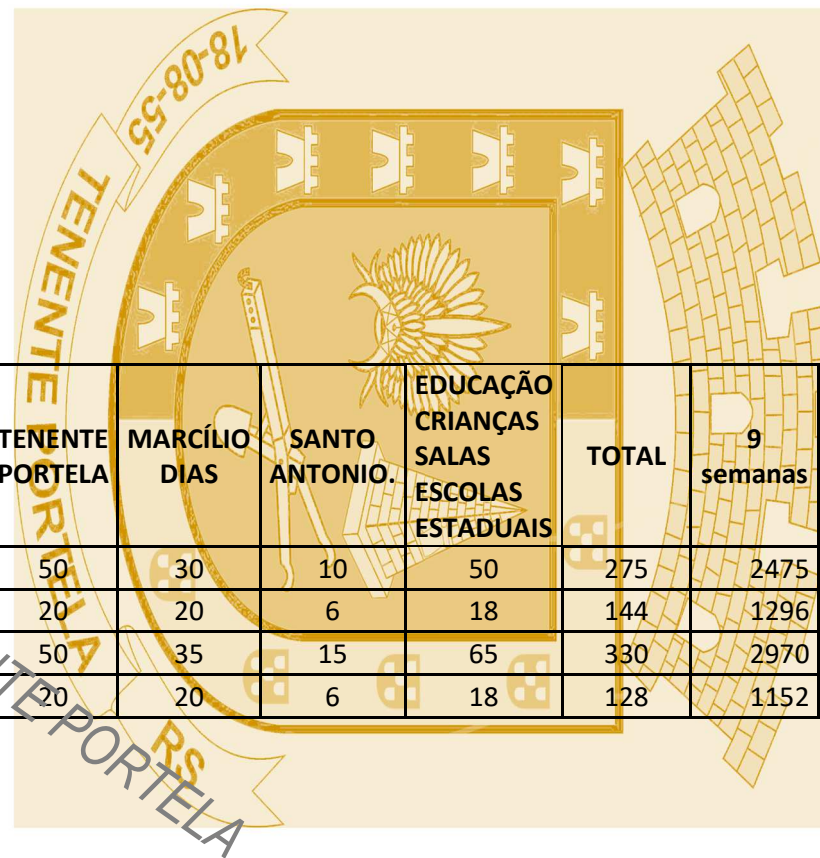 18-08-55
TENENTE PORTELA
RS
TENENTE PORTELA
MARCÍLIO DIAS
SANTO ANTONIO.
EDUCAÇÃO CRIANÇAS SALAS ESCOLAS ESTADUAIS
TOTAL
9 semanas
50 30 10 50 275 2475
20 20 6 18 144 1296
50 35 15 65 330 2970
20 20 6 18 128 1152
PORTELA